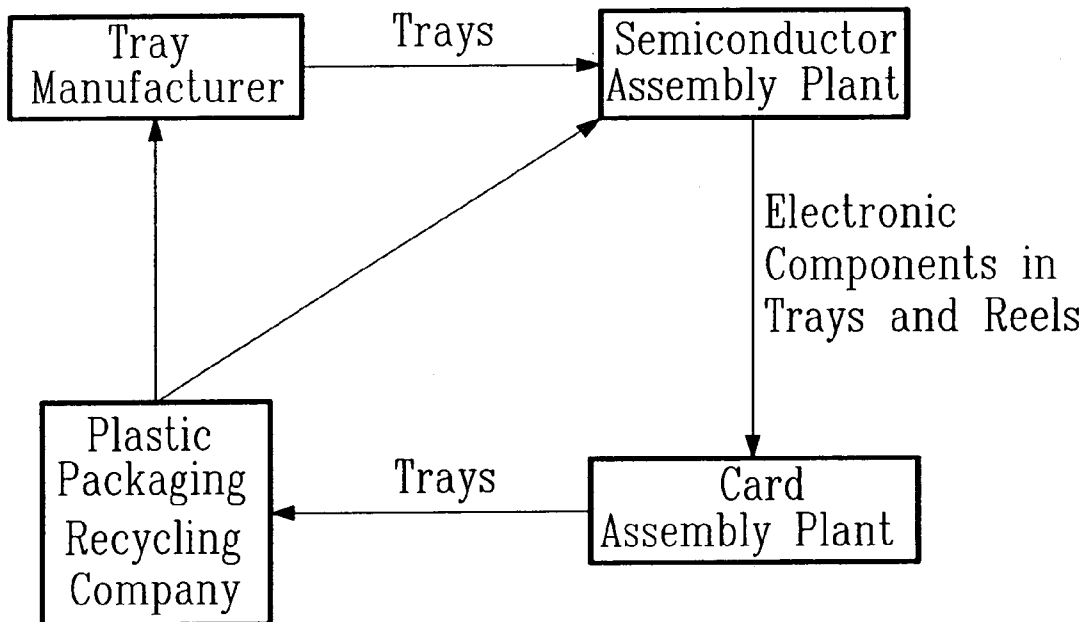 Tray
Manufacturer
Trays
Semiconductor
Assembly Plant
Electronic
Components in
Trays and Reels
Plastic
Packaging
Recycling
Company
Trays
Card
Assembly Plant